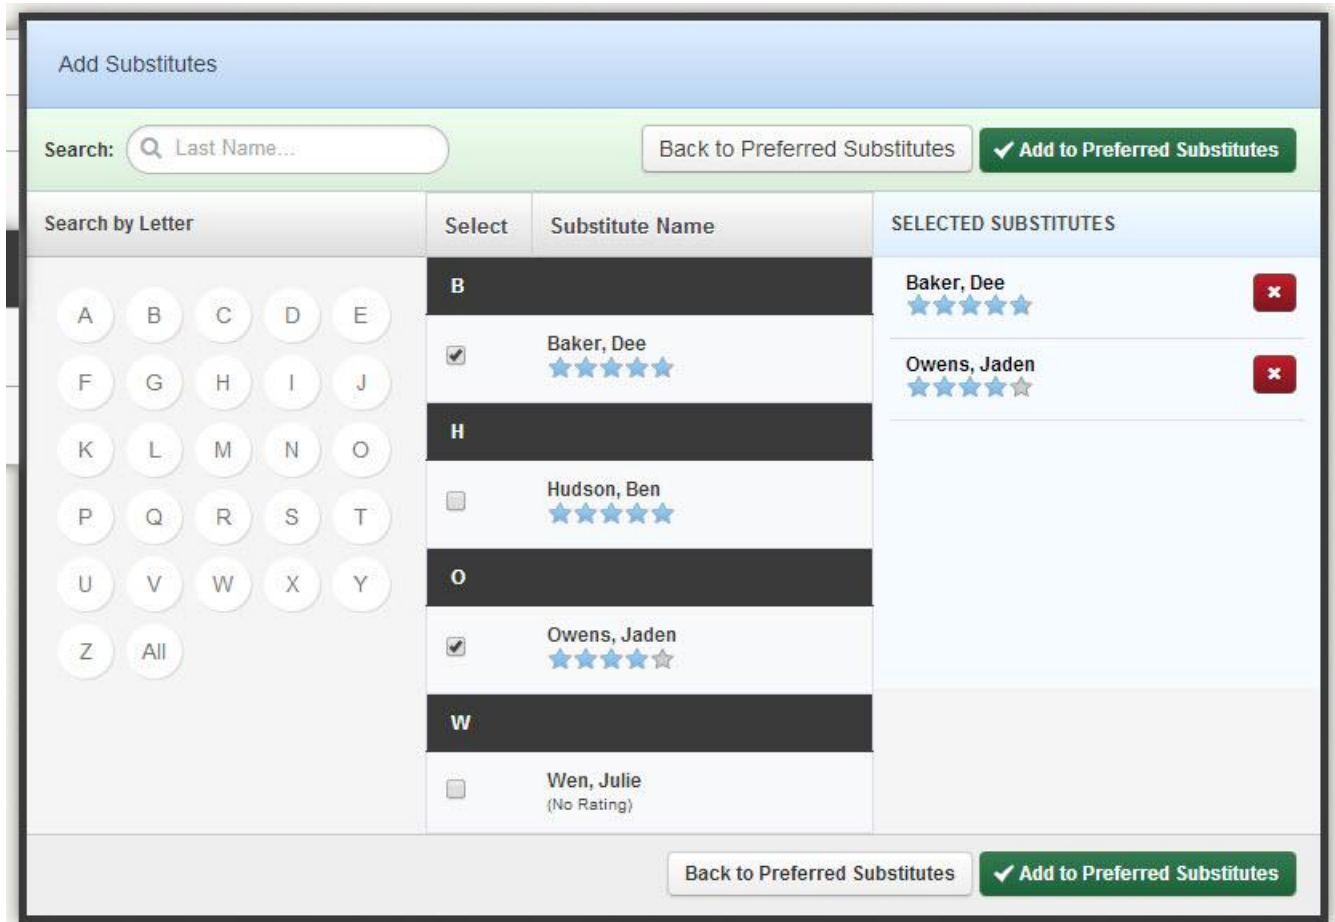 Add Substitutes
Search: Last Name... Back to Preferred Substitutes Add to Preferred Substitutes
Search by Letter Select Substitute Name SELECTED SUBSTITUTES
A B C D E
F G H I J
K L M N O
P Q R S T
U V W X Y
Z All
B
Baker, Dee
H
Hudson, Ben
O
Owens, Jaden
W
Wen, Julie
(No Rating)
Baker, Dee
Owens, Jaden
Back to Preferred Substitutes Add to Preferred Substitutes